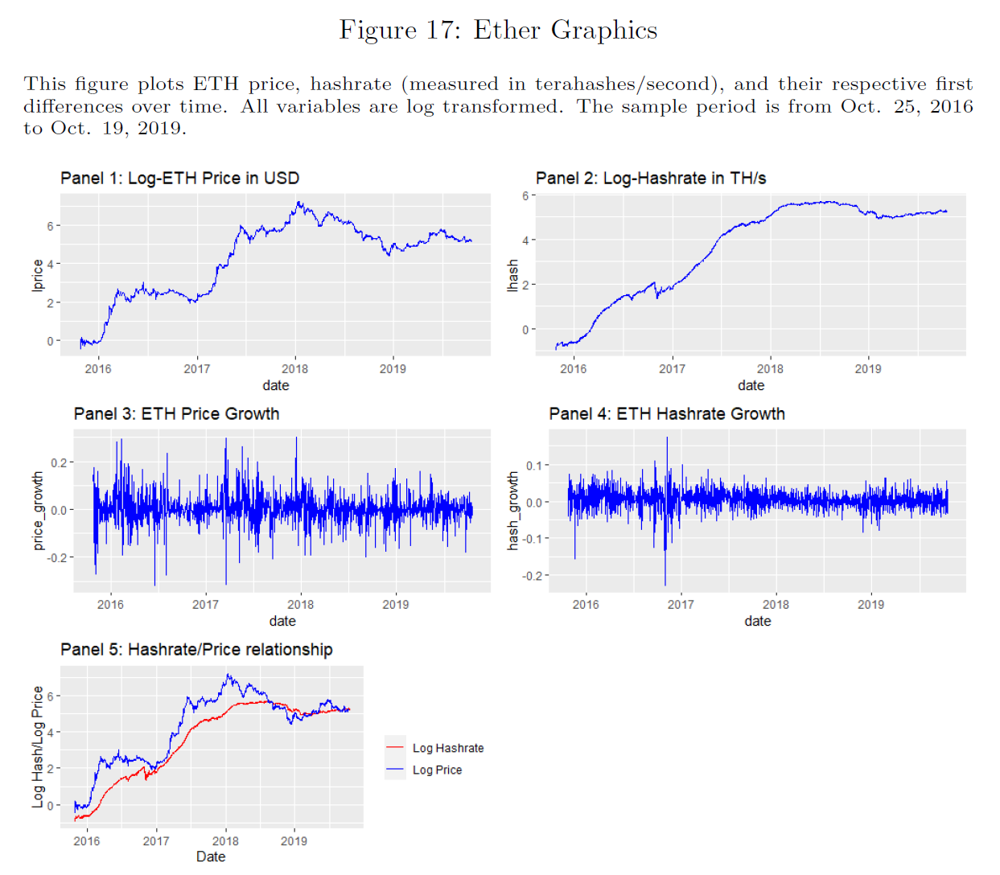 Figure 17: Ether Graphics
This figure plots ETH price, hashrate (measured in terahashes/second), and their respective first
differences over time. All variables are log transformed. The sample period is from Oct. 25, 2016
to Oct. 19, 2019.
Panel 1: Log-ETH Price in USD
lprice
6
4
2
0
2016 2017 2018 2019
date
Panel 2: Log-Hashrate in TH/s
lhash
6
4
2
0
2016 2017 2018 2019
date
Panel 3: ETH Price Growth
price_growth
0.2
0.0
-0.2
2016 2017 2018 2019
date
Panel 4: ETH Hashrate Growth
hash_growth
0.1
0.0
-0.1
-0.2
2016 2017 2018 2019
date
Panel 5: Hashrate/Price relationship
Log Hash/Log Price
6
4
2
0
2016 2017 2018 2019
Date
Log Hashrate
Log Price